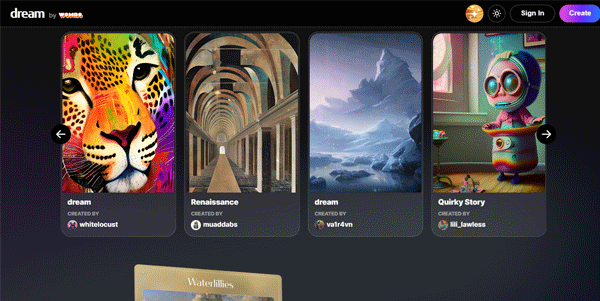 dream by WOMBO
Sign In
Create
dream
CREATED BY
whitelocust
Renaissance
CREATED BY
muaddabs
dream
CREATED BY
va1r4vn
Quirky Story
CREATED BY
lili_lawless
Waterlillies